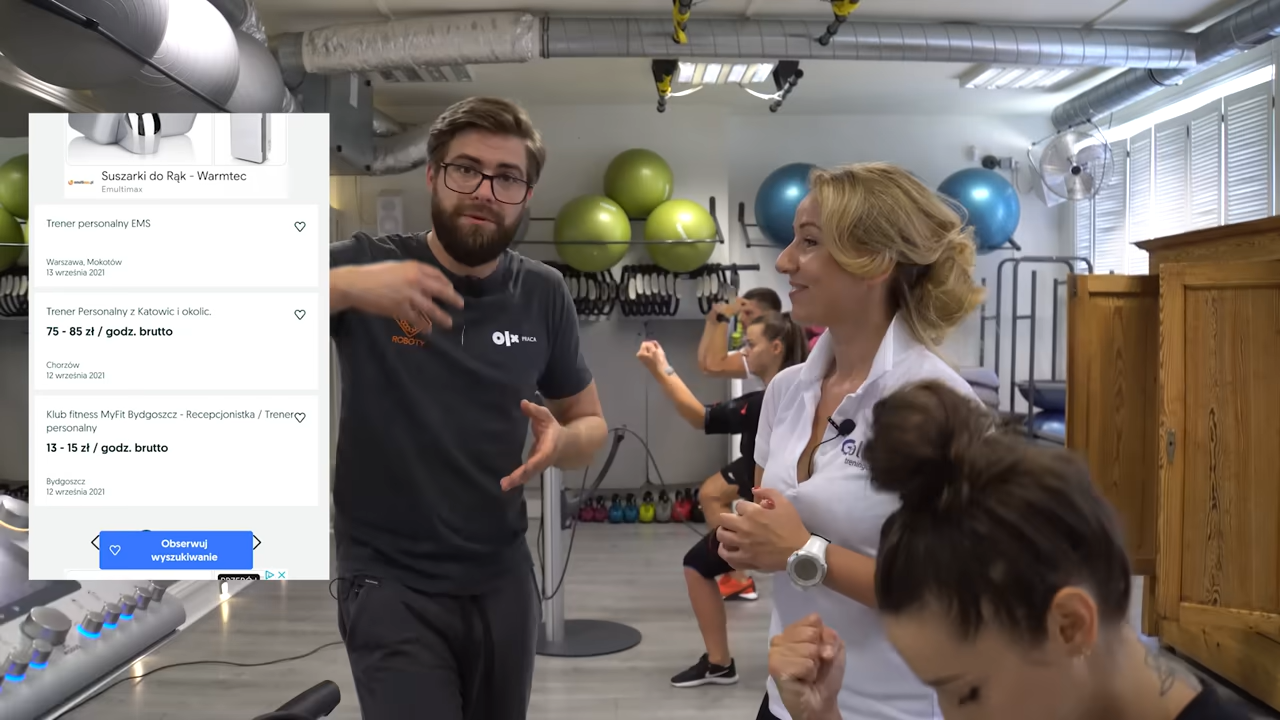 Suszarki do Rąk - Warmtec
Emultimax
Trener personalny EMS
Warszawa, Mokotów
13 września 2021
Trener Personalny z Katowic i okolic.
75 - 85 zł / godz. brutto
Chorzów
12 września 2021
Klub fitness MyFit Bydgoszcz - Recepcjonistka / Trener
personalny
13 - 15 zł / godz. brutto
Bydgoszcz
12 września 2021
Obserwuj
wyszukiwanie
ROBOTY
olx PRACA